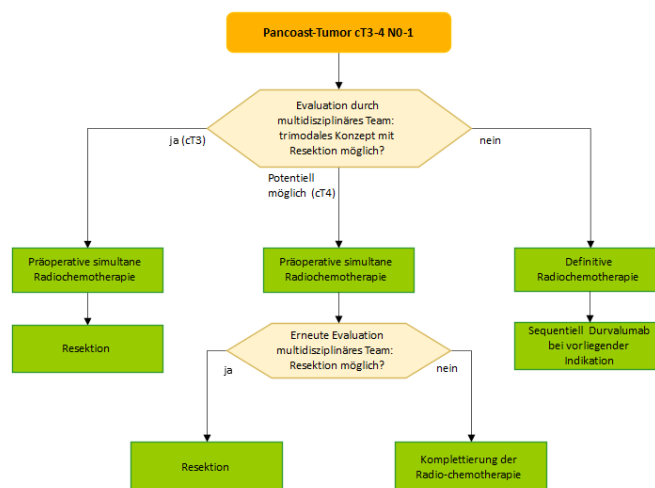 Pancoast-Tumor cT3-4 N0-1
Evaluation durch
multidisziplinäres Team:
trimodales Konzept mit
Resektion möglich?
ja (cT3)
nein
Potentiell
möglich (cT4)
Präoperative simultane
Radiochemotherapie
Präoperative simultane
Radiochemotherapie
Definitive
Radiochemotherapie
Resektion
Erneute Evaluation
multidisziplinäres Team:
Resektion möglich?
Sequentiell Durvalumab
bei vorliegender
Indikation
ja
nein
Resektion
Komplettierung der
Radio-chemotherapie